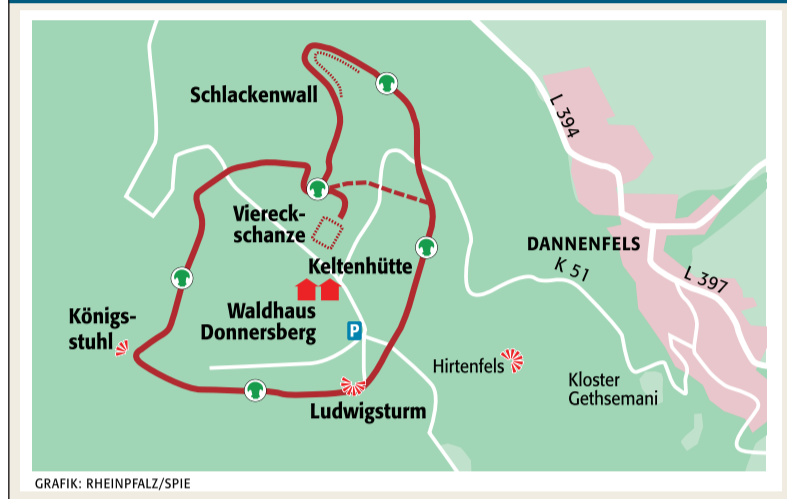 Schlackenwall
L 394
Viereck-
schanze
DANNENFELS
Keltenhütte
K 51
L 397
Waldhaus
Donnersberg
P
Königs-
stuhl
Hirtenfels
Kloster
Gethsemani
Ludwigsturm
GRAFIK: RHEINPFALZ/SPIE